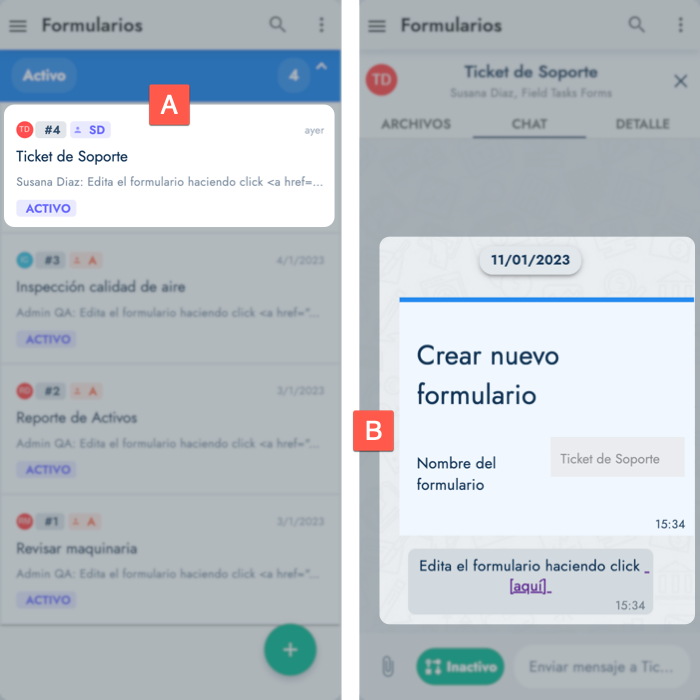 Formularios
Activo
4
A
TD #4 SD ayer
Ticket de Soporte
Susana Diaz: Edita el formulario haciendo click <a href=...
ACTIVO
#3 A 4/1/2023
Inspección calidad de aire
Admin QA: Edita el formulario haciendo click <a href="...
ACTIVO
#2 A 3/1/2023
Reporte de Activos
Admin QA: Edita el formulario haciendo click <a href="...
ACTIVO
#1 A 3/1/2023
Revisar maquinaria
Admin QA: Edita el formulario haciendo click <a href="...
ACTIVO
+
Formularios
TD
Ticket de Soporte
Susana Diaz, Field Tasks Forms
ARCHIVOS CHAT DETALLE
11/01/2023
Crear nuevo
formulario
B
Nombre del
formulario
Ticket de Soporte
15:34
Edita el formulario haciendo click
[aquí]
15:34
Inactivo
Enviar mensaje a Tic...